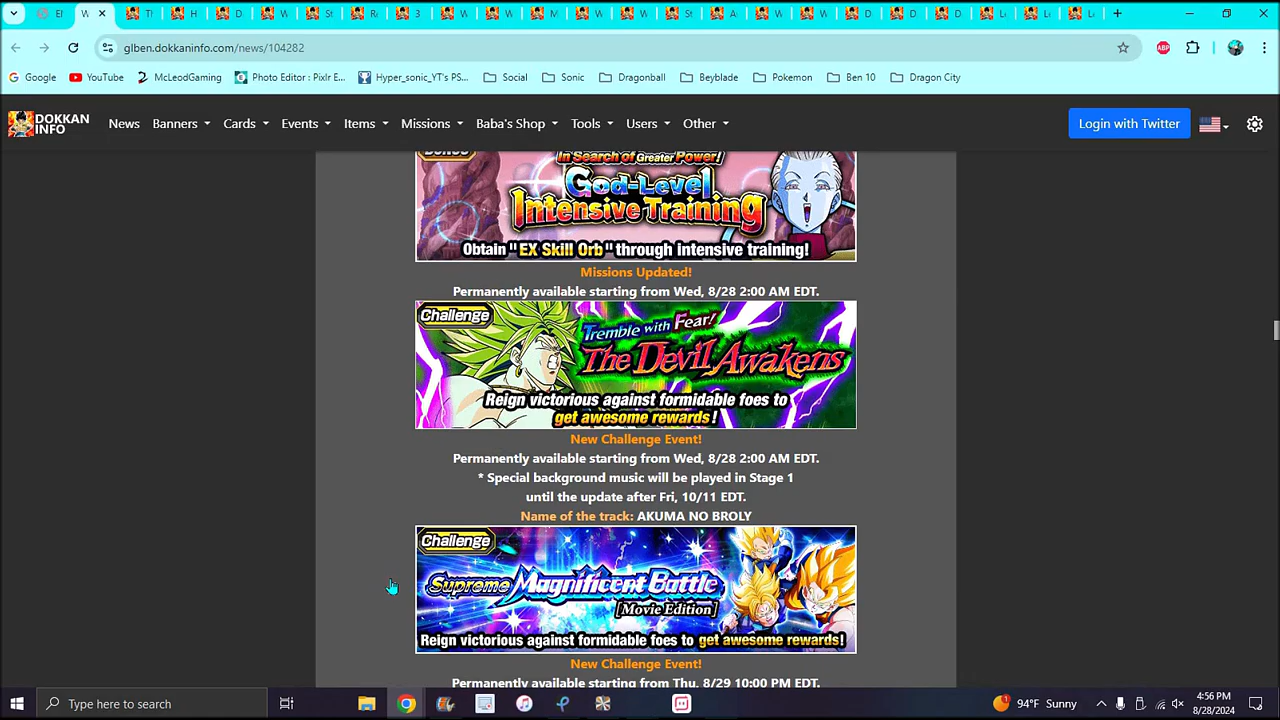 El
W
Tl
H
D
W
St
R
3
W
W
M
W
W
St
A
W
W
D
D
D
L
L
L
glben.dokkaninfo.com/news/104282
ABP
Google
YouTube
McLeodGaming
Photo Editor : Pixlr E...
Hyper_sonic_YT's PS...
Social
Sonic
Dragonball
Beyblade
Pokemon
Ben 10
Dragon City
DOKKAN
INFO
News
Banners
Cards
Events
Items
Missions
Baba's Shop
Tools
Users
Other
Login with Twitter
Bonus
In Search of Greater Power!
God-Level
Intensive Training
Obtain "EX Skill Orb" through intensive training!
Missions Updated!
Permanently available starting from Wed, 8/28 2:00 AM EDT.
Challenge
Tremble with Fear!
The Devil Awakens
Reign victorious against formidable foes to
get awesome rewards!
New Challenge Event!
Permanently available starting from Wed, 8/28 2:00 AM EDT.
* Special background music will be played in Stage 1
until the update after Fri, 10/11 EDT.
Name of the track: AKUMA NO BROLY
Challenge
Supreme Magnificent Battle
[Movie Edition]
Reign victorious against formidable foes to get awesome rewards!
New Challenge Event!
Permanently available starting from Thu, 8/29 10:00 PM EDT.
Type here to search
94°F Sunny
4:56 PM
8/28/2024